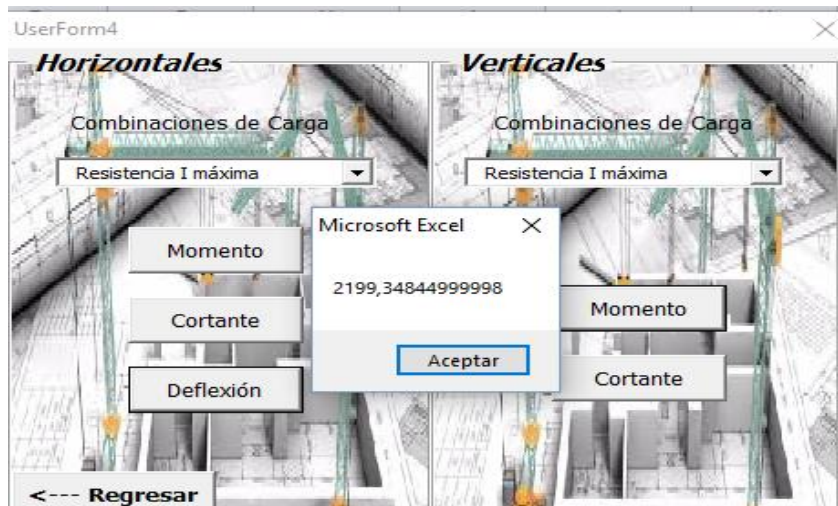 UserForm4
Horizontales
Verticales
Combinaciones de Carga
Combinaciones de Carga
Resistencia I máxima
Resistencia I máxima
Microsoft Excel
Momento
2199,34844999998
Momento
Cortante
Aceptar
Cortante
Deflexión
<--- Regresar